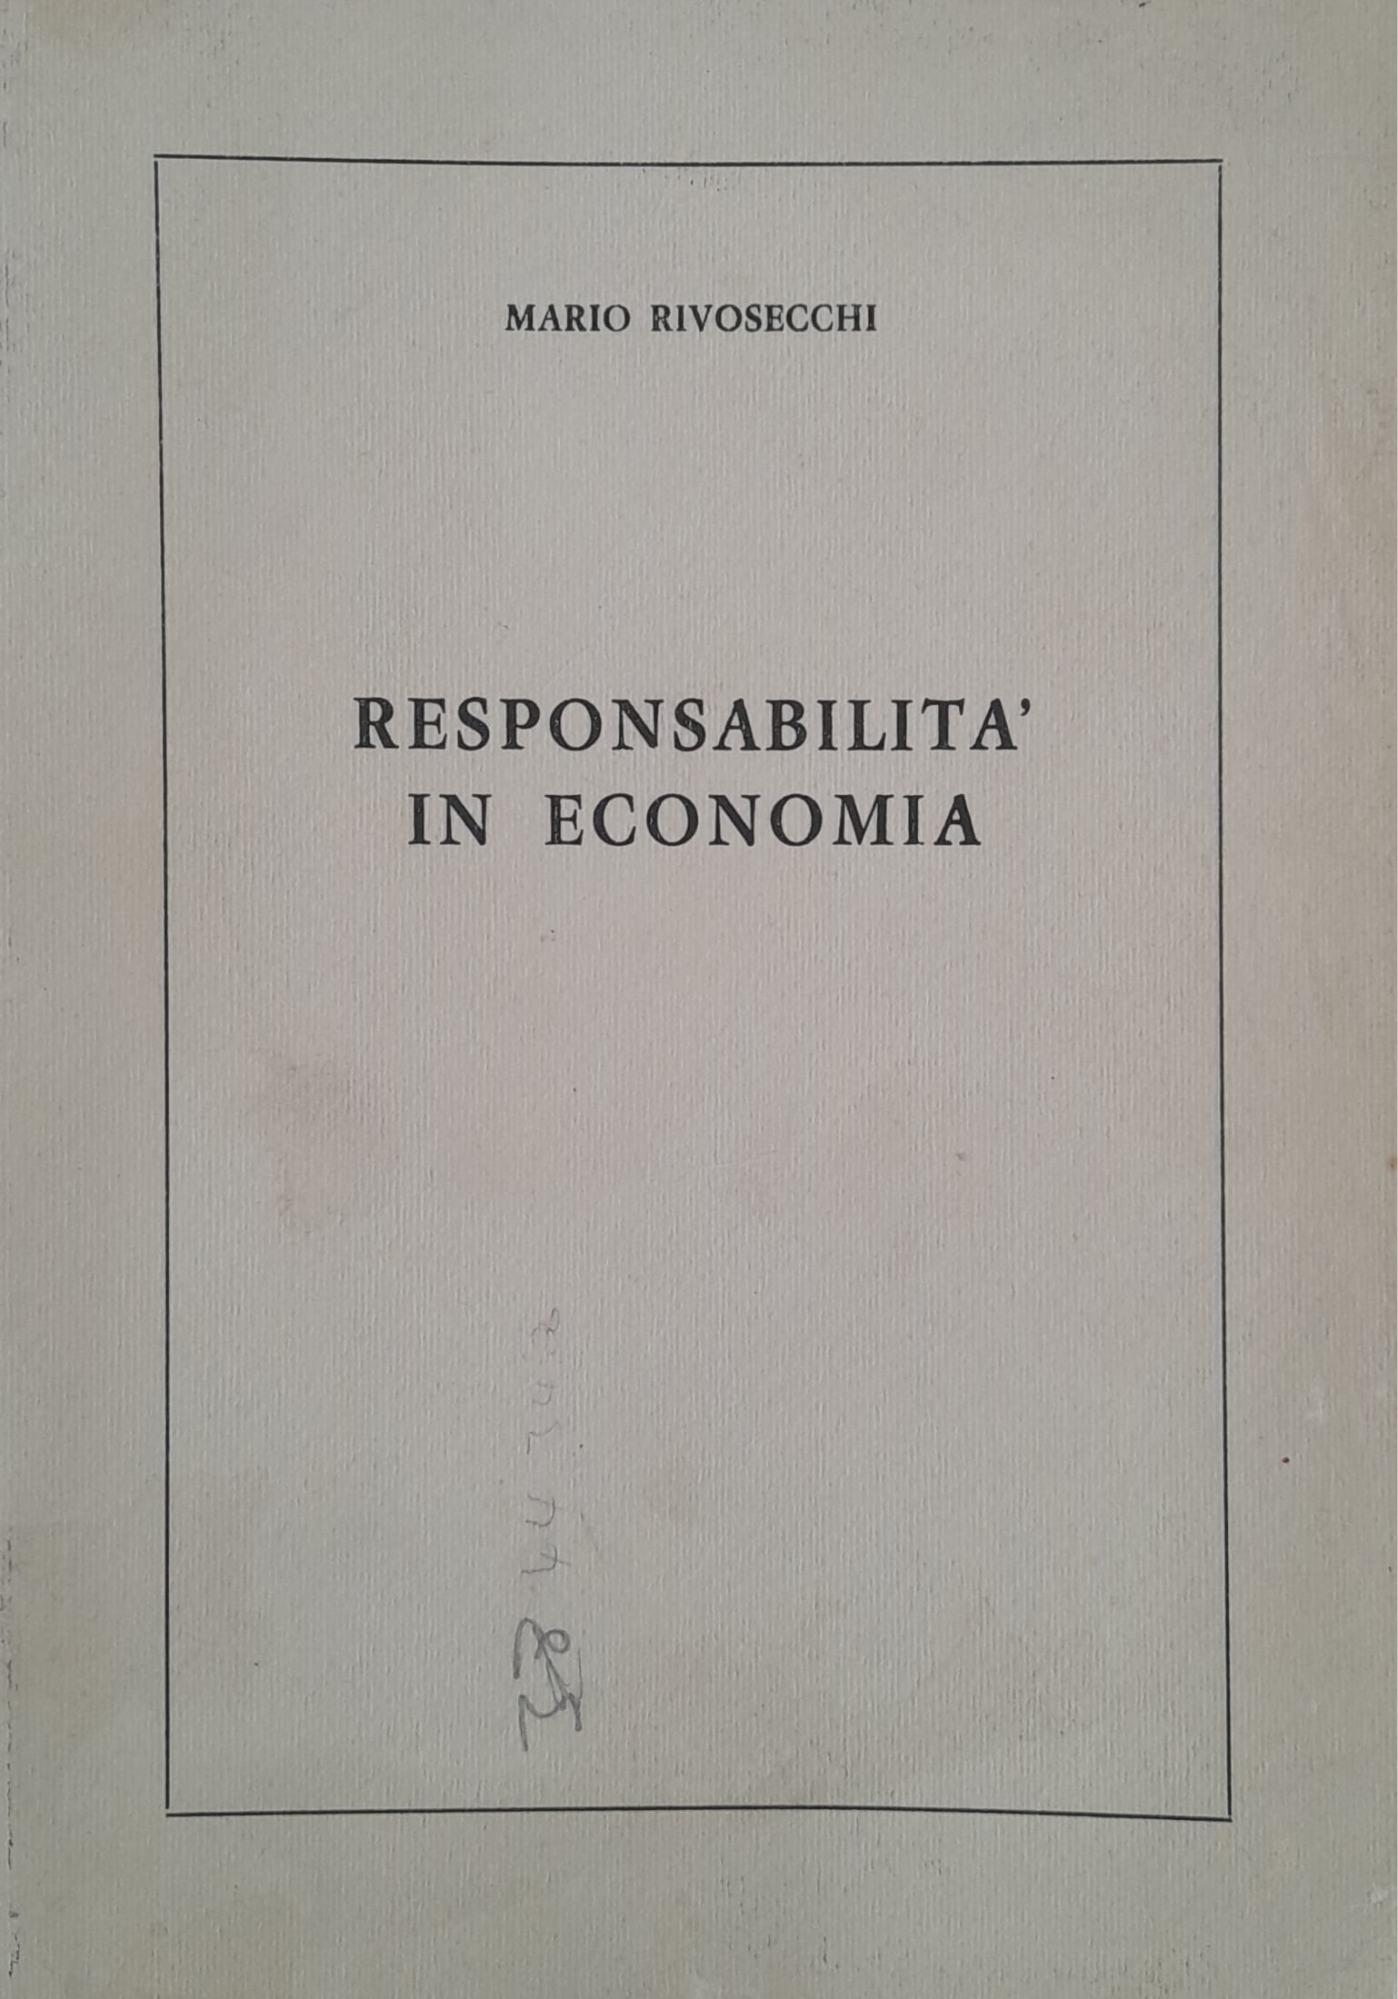 MARIO RIVOSECCHI
RESPONSABILITA’
IN ECONOMIA